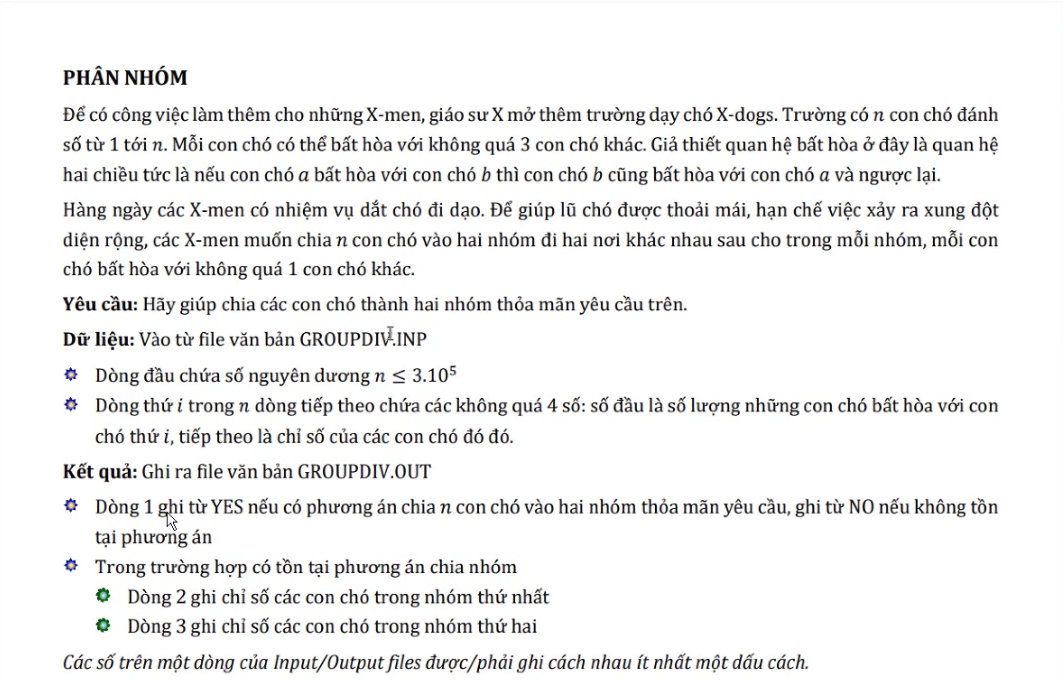 PHÂN NHÓM
Để có công việc làm thêm cho những X-men, giáo sư X mở thêm trường dạy chó X-dogs. Trường có n con chó đánh
số từ 1 tới n. Mỗi con chó có thể bất hòa với không quá 3 con chó khác. Giả thiết quan hệ bất hòa ở đây là quan hệ
hai chiều tức là nếu con chó a bất hòa với con chó b thì con chó b cũng bất hòa với con chó a và ngược lại.
Hàng ngày các X-men có nhiệm vụ dắt chó đi dạo. Để giúp lũ chó được thoải mái, hạn chế việc xảy ra xung đột
diện rộng, các X-men muốn chia n con chó vào hai nhóm đi hai nơi khác nhau sau cho trong mỗi nhóm, mỗi con
chó bất hòa với không quá 1 con chó khác.
Yêu cầu: Hãy giúp chia các con chó thành hai nhóm thỏa mãn yêu cầu trên.
Dữ liệu: Vào từ file văn bản GROUPDIV.INP
Dòng đầu chứa số nguyên dương n ≤ 3.10⁵
Dòng thứ i trong n dòng tiếp theo chứa các không quá 4 số: số đầu là số lượng những con chó bất hòa với con
chó thứ i, tiếp theo là chỉ số của các con chó đó đó.
Kết quả: Ghi ra file văn bản GROUPDIV.OUT
Dòng 1 ghi từ YES nếu có phương án chia n con chó vào hai nhóm thỏa mãn yêu cầu, ghi từ NO nếu không tồn
tại phương án
Trong trường hợp có tồn tại phương án chia nhóm
Dòng 2 ghi chỉ số các con chó trong nhóm thứ nhất
Dòng 3 ghi chỉ số các con chó trong nhóm thứ hai
Các số trên một dòng của Input/Output files được/phải ghi cách nhau ít nhất một dấu cách.